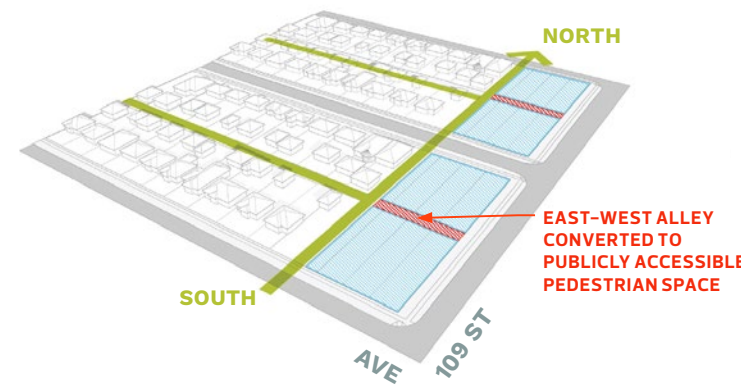 NORTH
EAST–WEST ALLEY
CONVERTED TO
PUBLICLY ACCESSIBLE
PEDESTRIAN SPACE
SOUTH
AVE
109 ST